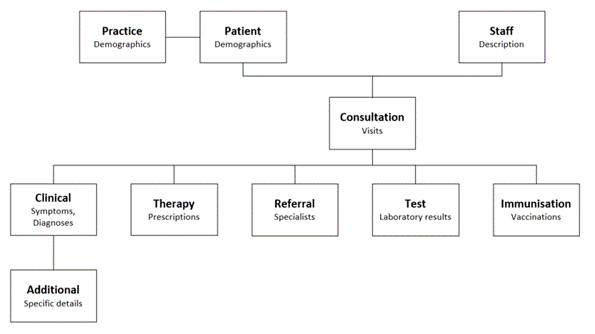 Practice
Demographics
Patient
Demographics
Staff
Description
Consultation
Visits
Clinical
Symptoms,
Diagnoses
Therapy
Prescriptions
Referral
Specialists
Test
Laboratory results
Immunisation
Vaccinations
Additional
Specific details